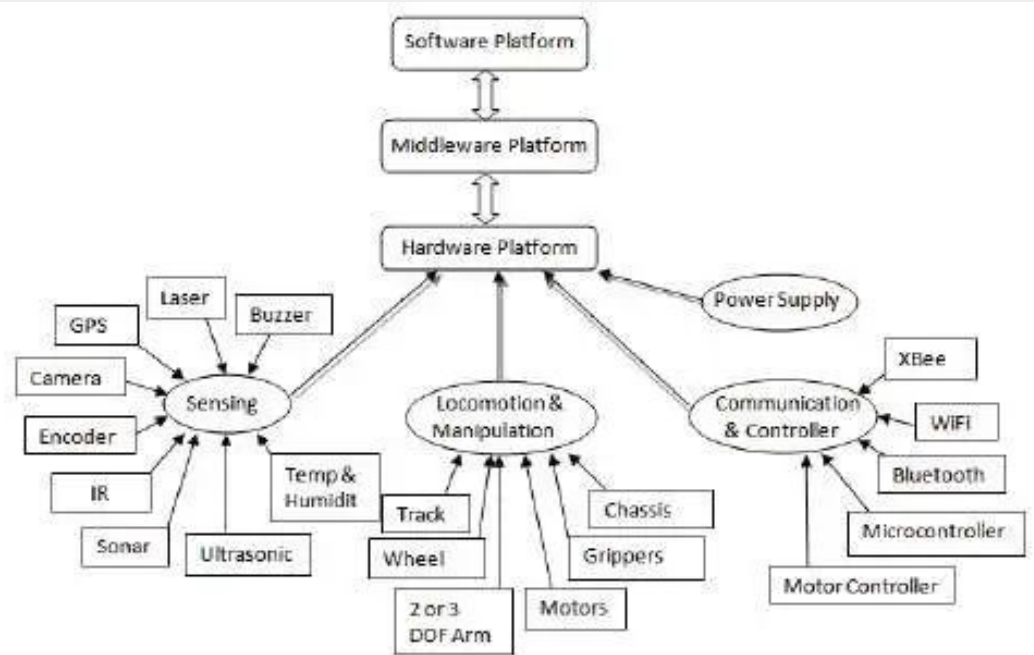 Software Platform
Middleware Platform
Hardware Platform
Power Supply
Laser
Buzzer
GPS
Camera
Encoder
IR
Sonar
Ultrasonic
Temp &
Humidit
Sensing
Locomotion &
Manipulation
Track
Wheel
2 or 3
DOF Arm
Motors
Grippers
Chassis
Communication
& Controller
XBee
WiFi
Bluetooth
Microcontroller
Motor Controller